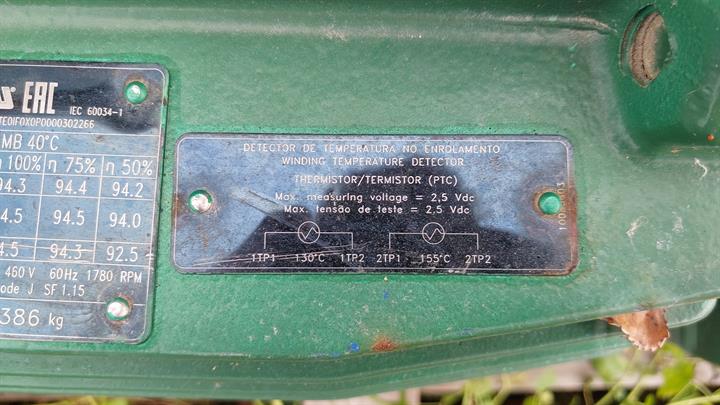 EAC
IEC 60034-1
MB 40°C
100% η 75% η 50%
94.3 94.4 94.2
94.5 94.5 94.0
94.3 92.5
460 V 60Hz 1780 RPM
ode J SF 1.15
386 kg
DETECTOR DE TEMPERATURA NO ENROLAMENTO
WINDING TEMPERATURE DETECTOR
THERMISTOR/TERMISTOR (PTC)
Max. measuring voltage = 2,5 Vdc
Max. tensão de teste = 2,5 Vdc
1TP1 130°C 1TP2 2TP1 155°C 2TP2